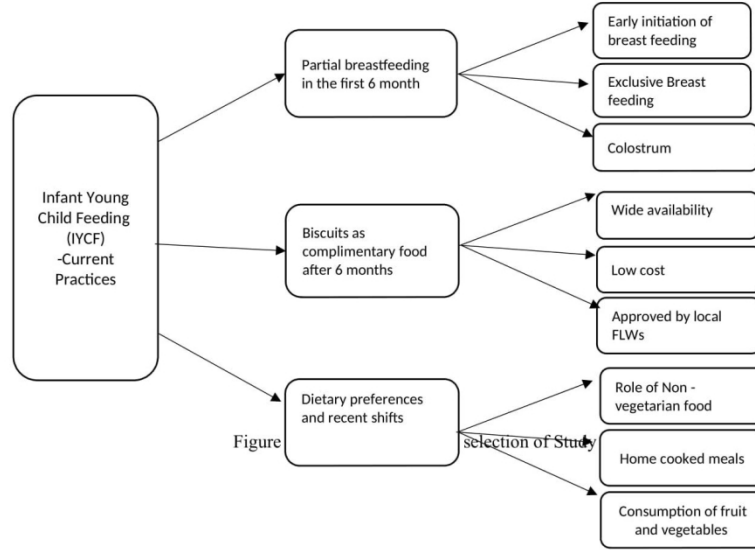 Infant Young
Child Feeding
(IYCF)
-Current
Practices
Partial breastfeeding
in the first 6 month
Early initiation of
breast feeding
Exclusive Breast
feeding
Colostrum
Biscuits as
complimentary food
after 6 months
Wide availability
Low cost
Approved by local
FLWs
Dietary preferences
and recent shifts
Role of Non -
vegetarian food
Home cooked meals
Consumption of fruit
and vegetables
Figure selection of Study